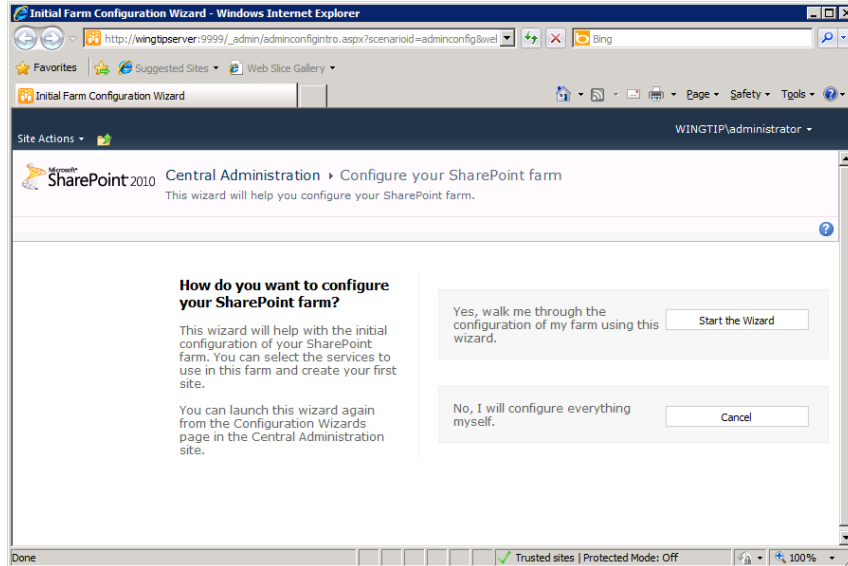 Initial Farm Configuration Wizard - Windows Internet Explorer
http://wingtipserver:9999/_admin/adminconfigintro.aspx?scenarioid=adminconfig&wel
Bing
Favorites
Suggested Sites
Web Slice Gallery
Initial Farm Configuration Wizard
Page
Safety
Tools
Site Actions
WINGTIP\administrator
Microsoft
SharePoint 2010
Central Administration
Configure your SharePoint farm
This wizard will help you configure your SharePoint farm.
How do you want to configure
your SharePoint farm?
This wizard will help with the initial
configuration of your SharePoint
farm. You can select the services to
use in this farm and create your first
site.
You can launch this wizard again
from the Configuration Wizards
page in the Central Administration
site.
Yes, walk me through the
configuration of my farm using this
wizard.
Start the Wizard
No, I will configure everything
myself.
Cancel
Done
Trusted sites | Protected Mode: Off
100%